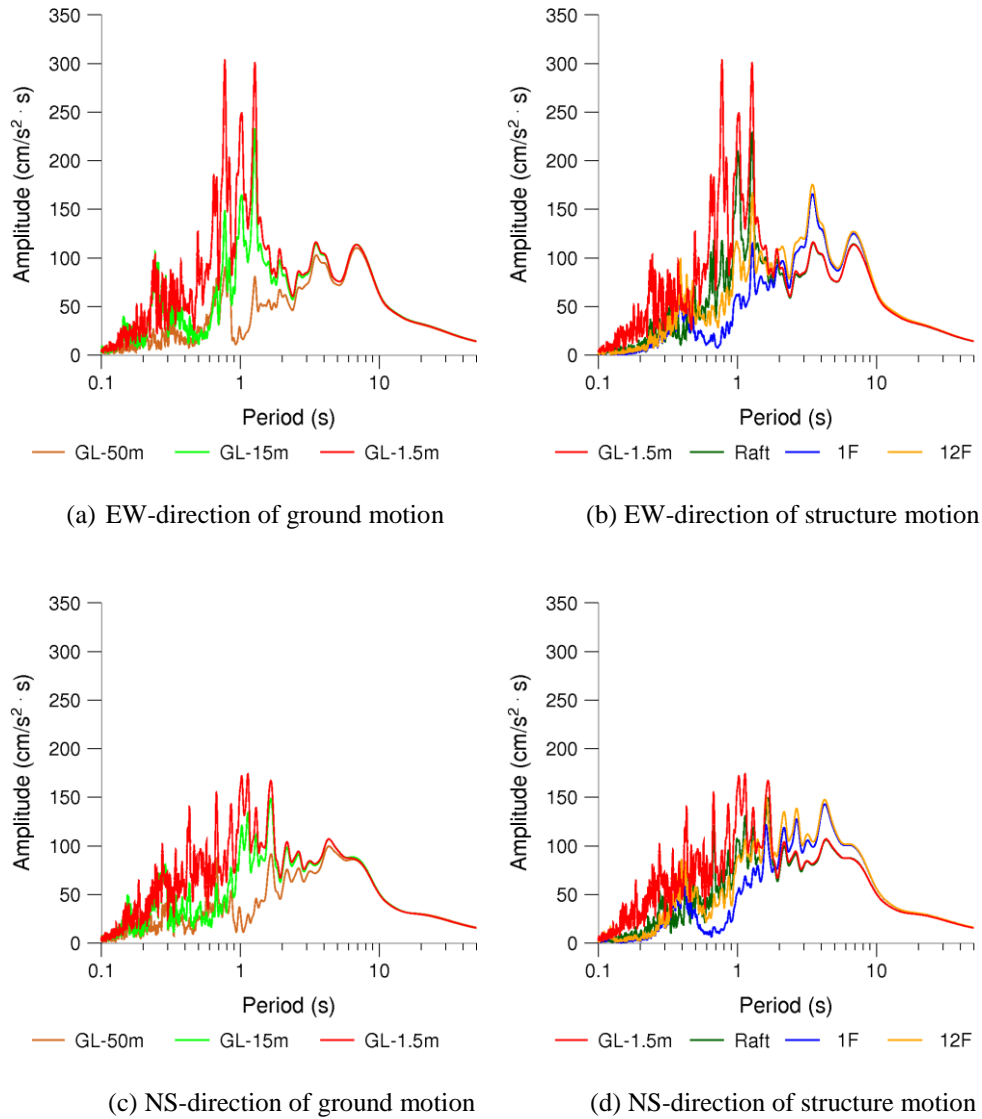 350
300
250
200
150
100
50
0
Amplitude (cm/s² · s)
0.1 1 10
Period (s)
GL-50m GL-15m GL-1.5m
(a) EW-direction of ground motion
350
300
250
200
150
100
50
0
Amplitude (cm/s² · s)
0.1 1 10
Period (s)
GL-1.5m Raft 1F 12F
(b) EW-direction of structure motion
350
300
250
200
150
100
50
0
Amplitude (cm/s² · s)
0.1 1 10
Period (s)
GL-50m GL-15m GL-1.5m
(c) NS-direction of ground motion
350
300
250
200
150
100
50
0
Amplitude (cm/s² · s)
0.1 1 10
Period (s)
GL-1.5m Raft 1F 12F
(d) NS-direction of structure motion